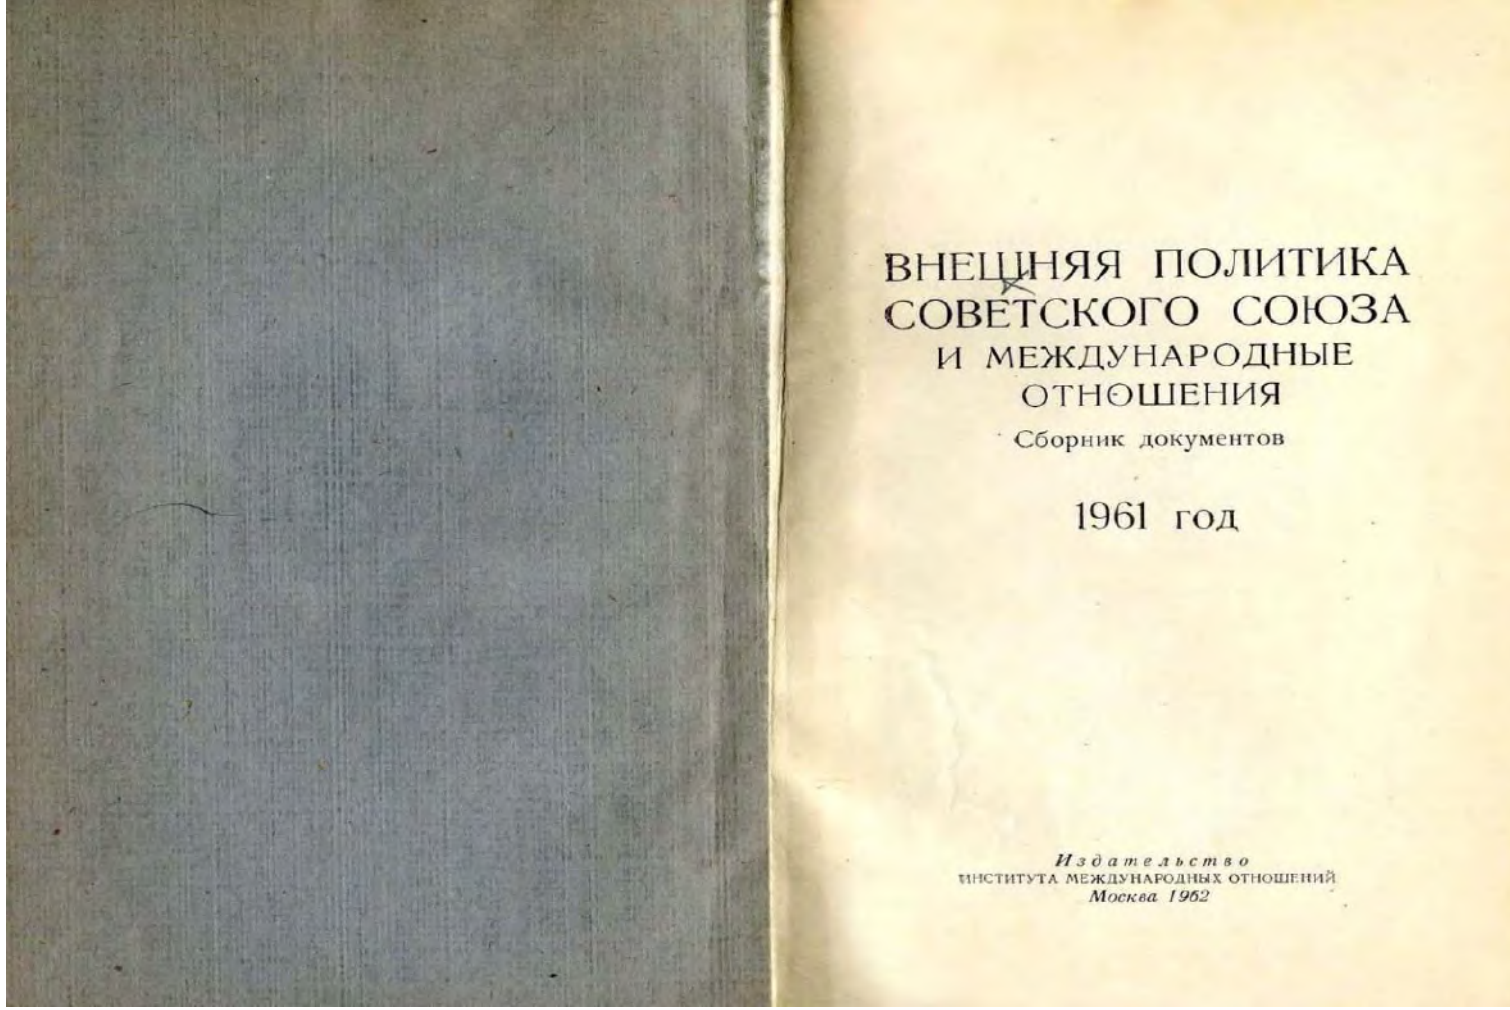 ВНЕШНЯЯ ПОЛИТИКА
СОВЕТСКОГО СОЮЗА
И МЕЖДУНАРОДНЫЕ
ОТНОШЕНИЯ
Сборник документов
1961 год
Издательство
ИНСТИТУТА МЕЖДУНАРОДНЫХ ОТНОШЕНИЙ
Москва 1962